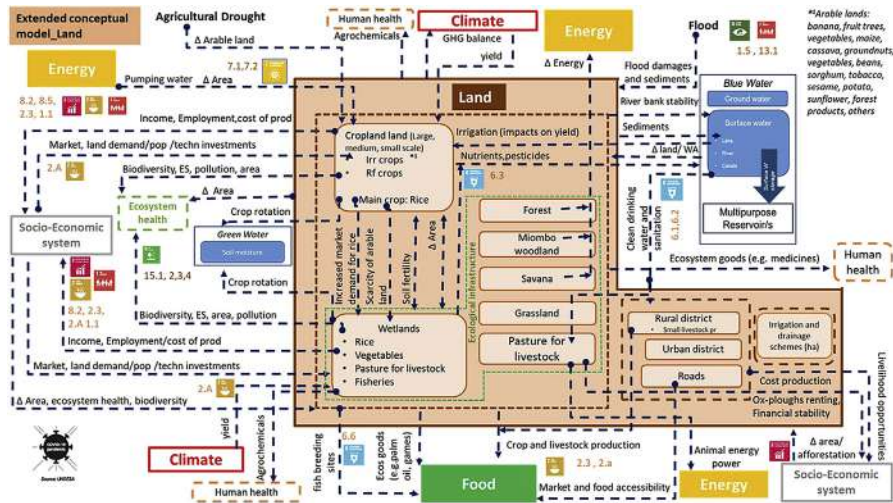 Extended conceptual
model_Land
Agricultural Drought
Human health
Climate
Energy
Flood
*¹Arable lands:
banana, fruit trees,
vegetables, maize,
cassava, groundnuts,
vegetables, beans,
sorghum, tobacco,
sesame, potato,
sunflower, forest
products, others
Δ Arable land
Agrochemicals
GHG balance
yield
Δ Energy
1.5 , 13.1
7.1,7.2
Flood damages
and sediments
Energy
Pumping water
Δ Area
Land
River bank stability
Blue Water
Ground water
8.2, 8.5,
2.3, 1.1
Income, Employment,cost of prod
Cropland land (Large,
medium, small scale)
Irr crops *¹
Rf crops
Main crop: Rice
Irrigation (impacts on yield)
Nutrients,pesticides
6.3
Sediments
Δ land/ WA
Surface water
Lake
River
Canals
Surface W
storage
Multipurpose
Reservoir/s
Market, land demand/pop /techn investments
2.A
Biodiversity, ES, pollution, area
Δ Area
Ecosystem
health
Crop rotation
Socio-Economic
system
Green Water
Soil moisture
15.1, 2,3,4
Crop rotation
Increased market
demand for rice
Scarcity of arable
land
Soil fertility
Δ Area
Ecological infrastructure
Forest
Miombo
woodland
Savana
Grassland
Pasture for
livestock
Clean drinking
water and
sanitation
6.1,6.2
Ecosystem goods (e.g. medicines)
Human
health
8.2, 2.3,
2.A 1.1
Biodiversity, ES, area, pollution
Income, Employment/cost of prod
Market, land demand/pop /techn investments
2.A
Δ Area, ecosystem health, biodiversity
Wetlands
Rice
Vegetables
Pasture for livestock
Fisheries
Rural district
Small livestock pr
Urban district
Roads
Irrigation and
drainage
schemes (ha)
Cost production
Ox-ploughs renting,
Financial stability
Livelihood opportunities
yield
Climate
Agrochemicals
Human health
fish breeding
sites
6.6
Ecos goods
(e.g.palm
oil, games)
Crop and livestock production
2.3 , 2.a
Food
Market and food accessibility
Animal energy
power
Energy
Δ area/
afforestation
Socio-Economic
system